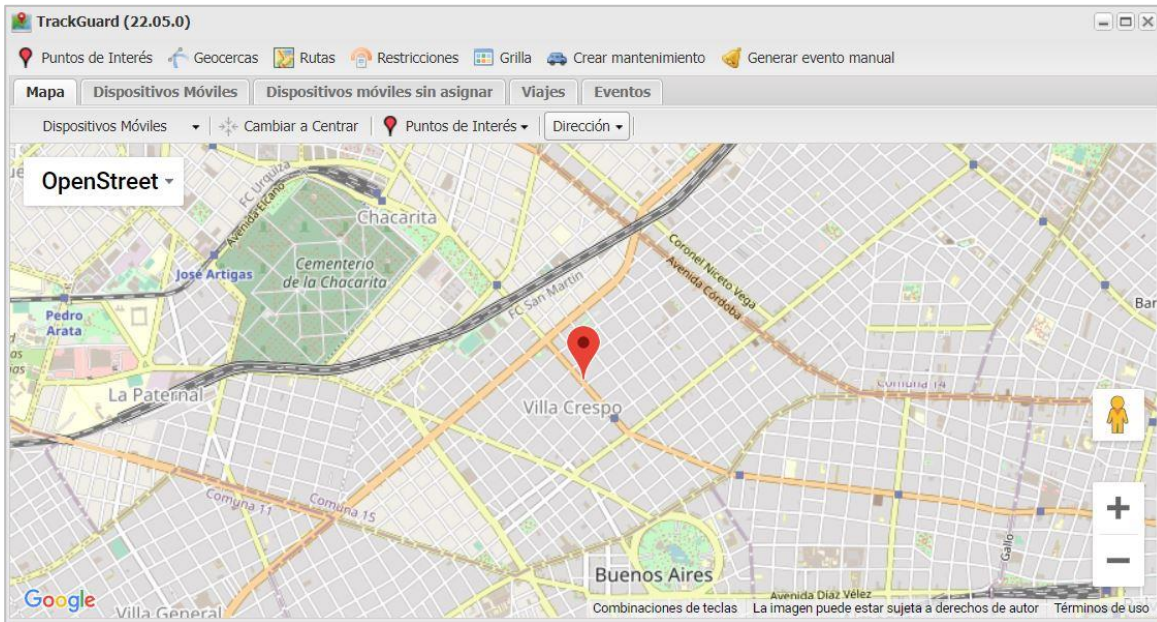 TrackGuard (22.05.0)
Puntos de Interés Geocercas Rutas Restricciones Grilla Crear mantenimiento Generar evento manual
Mapa Dispositivos Móviles Dispositivos móviles sin asignar Viajes Eventos
Dispositivos Móviles Cambiar a Centrar Puntos de Interés Dirección
OpenStreet
FC Urquiza
Avenida Elcano
Chacarita
Coronel Niceto Vega
Avenida Córdoba
José Artigas
Cementerio
de la Chacarita
FC San Martín
Pedro
Arata
Bar
La Paternal
Villa Crespo
Comuna 14
Comuna 11
Comuna 15
Gallo
Buenos Aires
Avenida Díaz Vélez
Google
Villa General
Combinaciones de teclas La imagen puede estar sujeta a derechos de autor Términos de uso